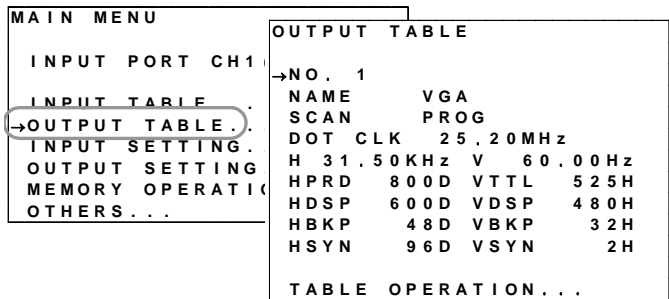 MAIN MENU
INPUT PORT CH1
INPUT TABLE..
→OUTPUT TABLE..
INPUT SETTING.
OUTPUT SETTING
MEMORY OPERATIO
OTHERS...
OUTPUT TABLE
→NO. 1
NAME VGA
SCAN PROG
DOT CLK 25.20MHz
H 31.50KHz V 60.00Hz
HPRD 800D VTTL 525H
HDSP 600D VDSP 480H
HBKP 48D VBKP 32H
HSYN 96D VSYN 2H
TABLE OPERATION...